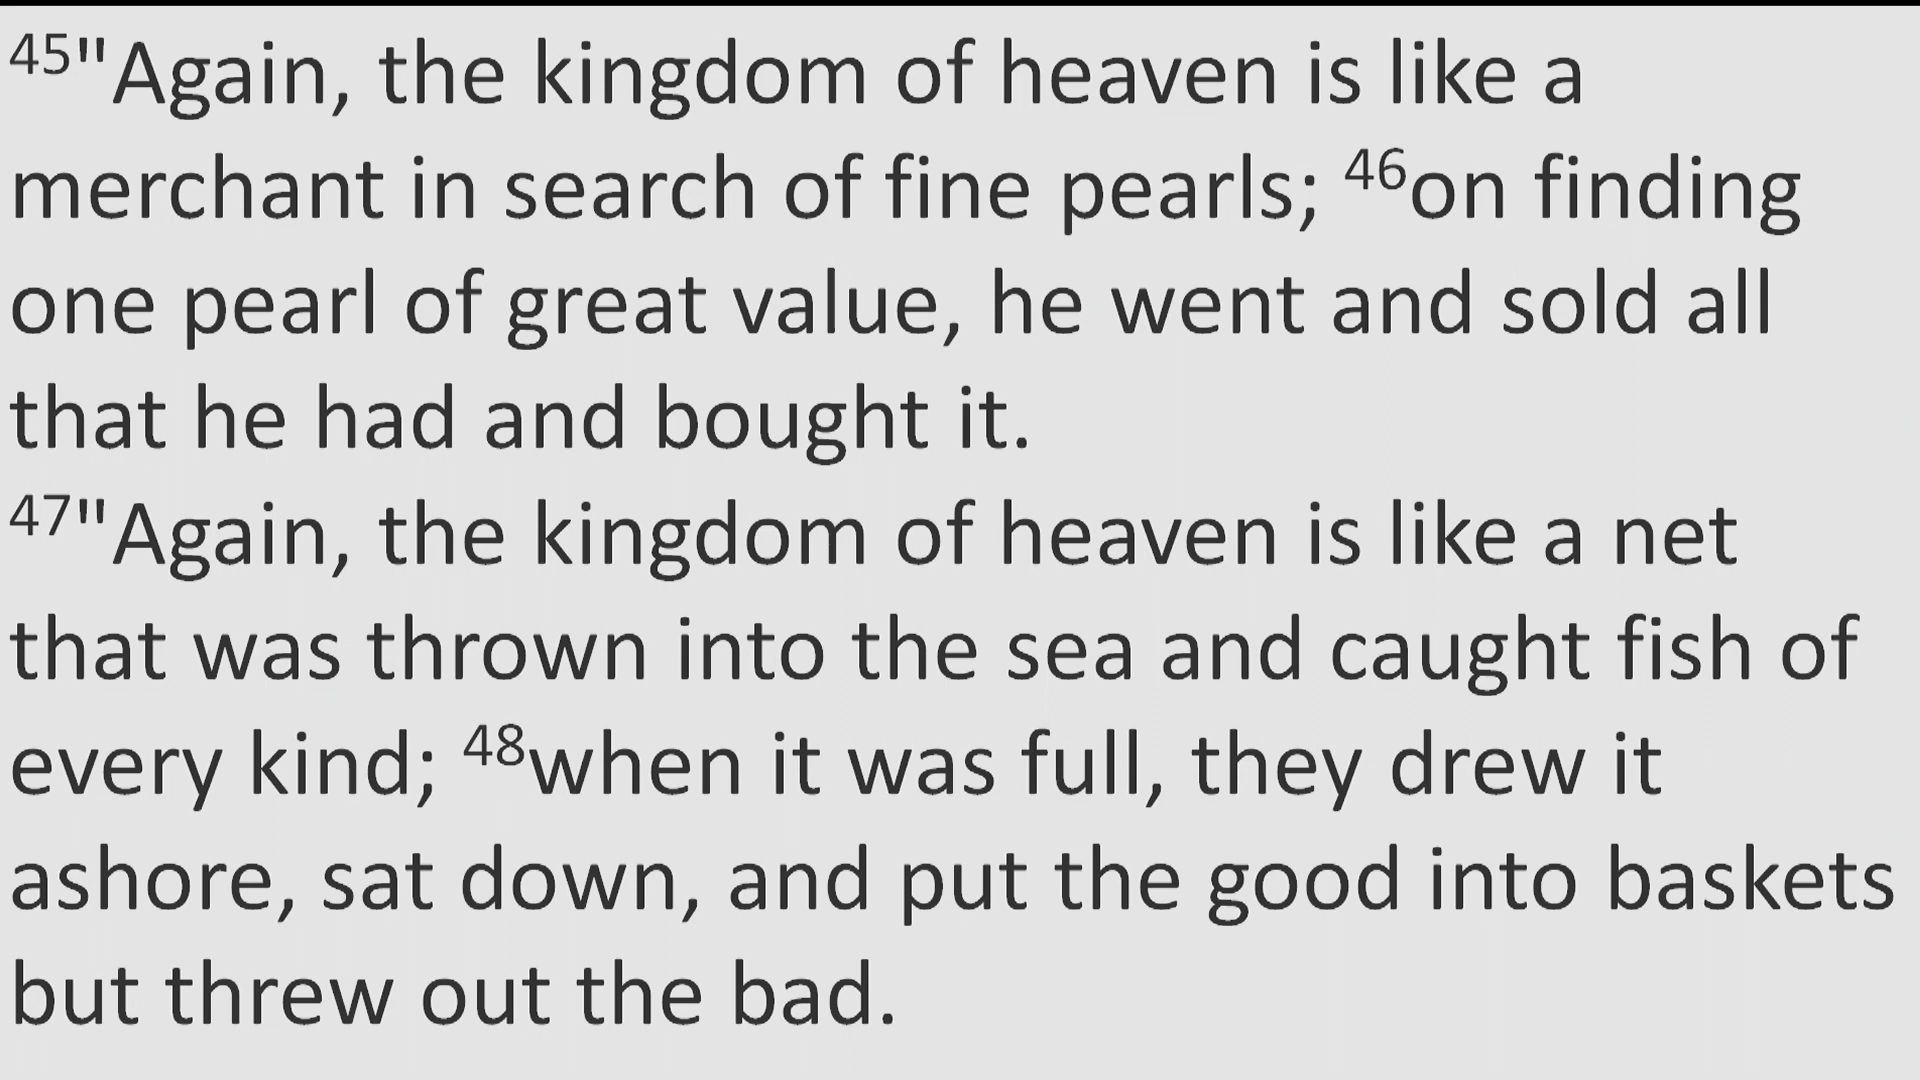 45"Again, the kingdom of heaven is like a
merchant in search of fine pearls; 46on finding
one pearl of great value, he went and sold all
that he had and bought it.
47"Again, the kingdom of heaven is like a net
that was thrown into the sea and caught fish of
every kind; 48when it was full, they drew it
ashore, sat down, and put the good into baskets
but threw out the bad.